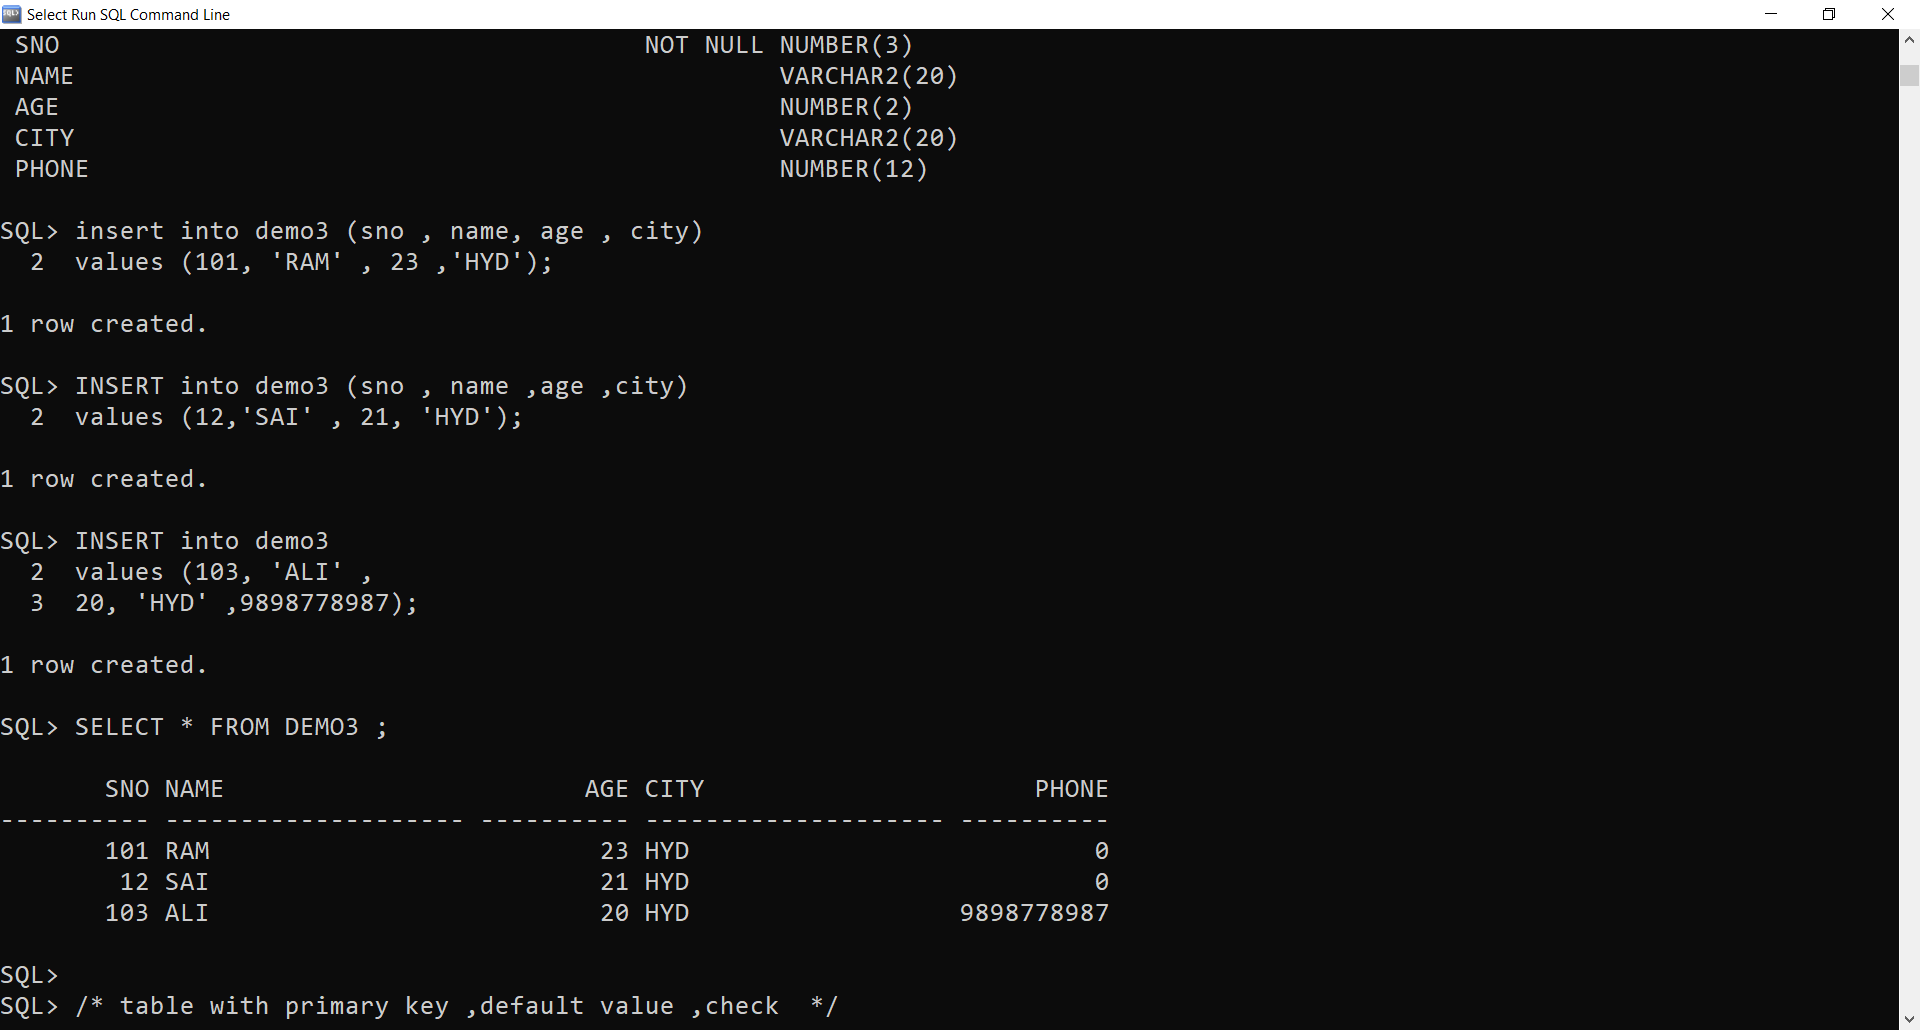 Select Run SQL Command Line
SNO NOT NULL NUMBER(3)
NAME VARCHAR2(20)
AGE NUMBER(2)
CITY VARCHAR2(20)
PHONE NUMBER(12)
SQL> insert into demo3 (sno , name, age , city)
2 values (101, 'RAM' , 23 ,'HYD');
1 row created.
SQL> INSERT into demo3 (sno , name ,age ,city)
2 values (12,'SAI' , 21, 'HYD');
1 row created.
SQL> INSERT into demo3
2 values (103, 'ALI' ,
3 20, 'HYD' ,9898778987);
1 row created.
SQL> SELECT * FROM DEMO3 ;
SNO NAME AGE CITY PHONE
---------- -------------------- ---------- -------------------- ----------
101 RAM 23 HYD 0
12 SAI 21 HYD 0
103 ALI 20 HYD 9898778987
SQL>
SQL> /* table with primary key ,default value ,check  */